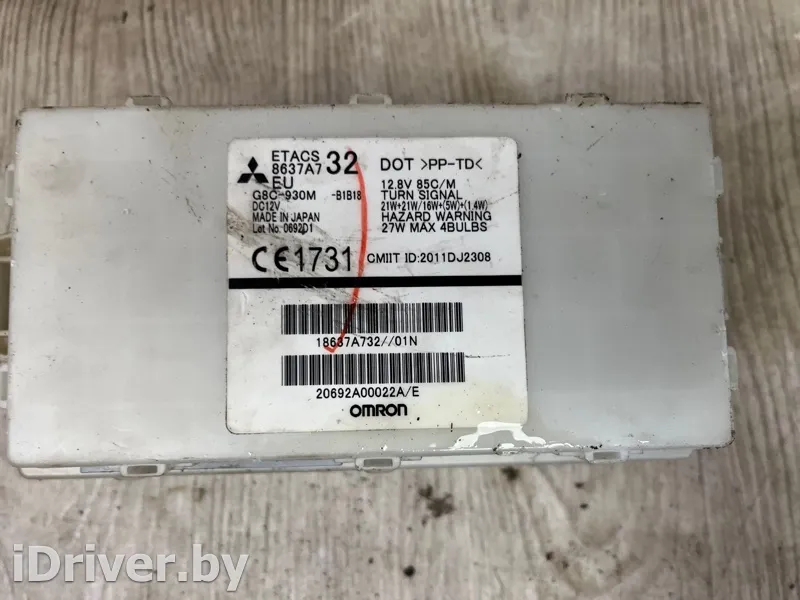 ETACS
8637A7 32
EU
G8C-930M -B1B18
DC12V
MADE IN JAPAN
Lot No. 0692D1
DOT >PP-TD<
12.8V 85C/M
TURN SIGNAL
21W+21W/16W+(5W)+(1.4W)
HAZARD WARNING
27W MAX 4BULBS
CE1731 CMIIT ID:2011DJ2308
18637A732//01N
20692A00022A/E
OMRON
iDriver.by